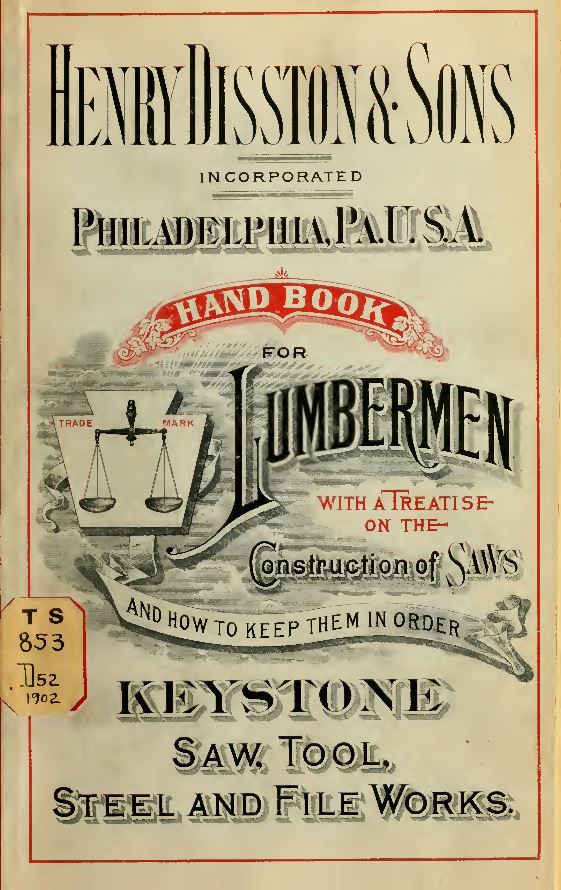 HENRY DISSTON & SONS
INCORPORATED
PHILADELPHIA, PA. U. S. A.
HAND BOOK
FOR
LUMBERMEN
TRADE MARK
WITH A TREATISE
ON THE
Construction of SAWS
AND HOW TO KEEP THEM IN ORDER
TS
853
.D52
1902
KEYSTONE
SAW, TOOL,
STEEL AND FILE WORKS.